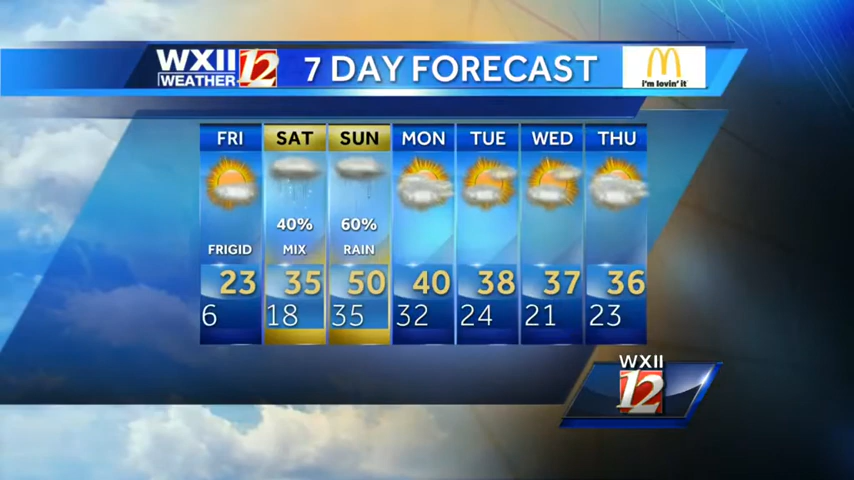 WXII 12
WEATHER
7 DAY FORECAST
i'm lovin' it
FRI SAT SUN MON TUE WED THU
40% 60%
FRIGID MIX RAIN
23 35 50 40 38 37 36
6 18 35 32 24 21 23
WXII
12